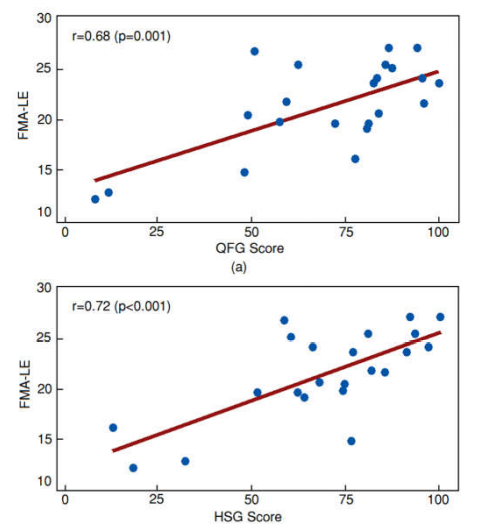 30
r=0.68 (p=0.001)
25
FMA-LE
20
15
10
0 25 50 75 100
QFG Score
(a)
30
r=0.72 (p<0.001)
25
FMA-LE
20
15
10
0 25 50 75 100
HSG Score